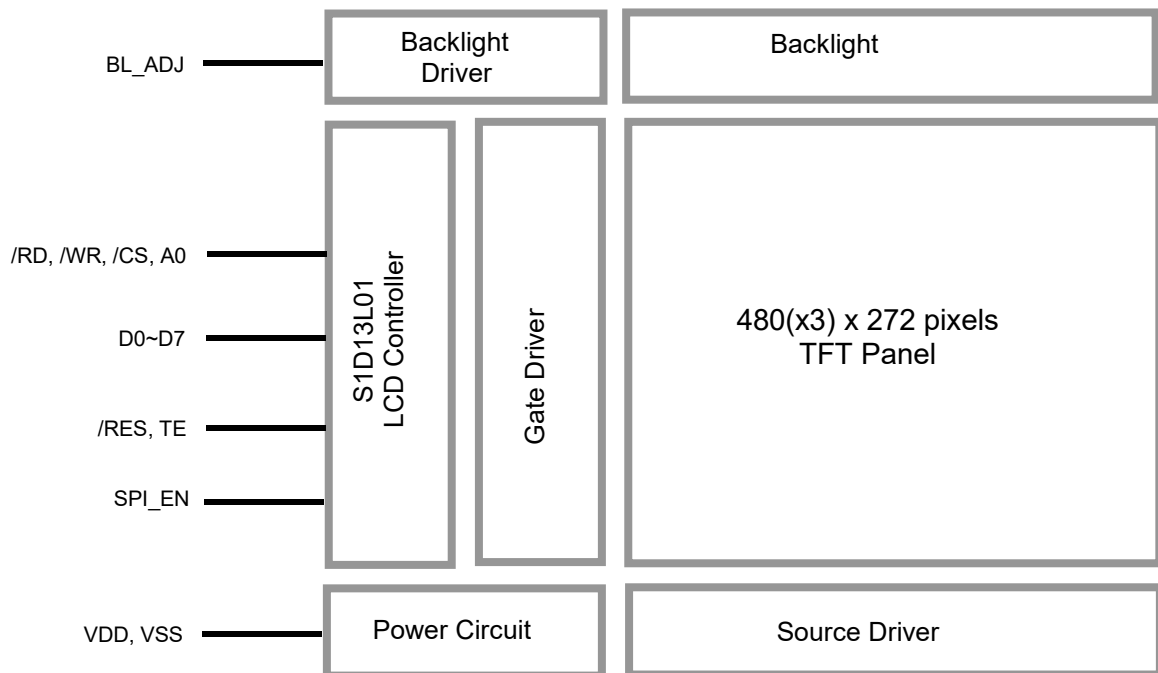 BL_ADJ
Backlight
Driver
Backlight
/RD, /WR, /CS, A0
D0~D7
/RES, TE
SPI_EN
S1D13L01
LCD Controller
Gate Driver
480(x3) x 272 pixels
TFT Panel
VDD, VSS
Power Circuit
Source Driver